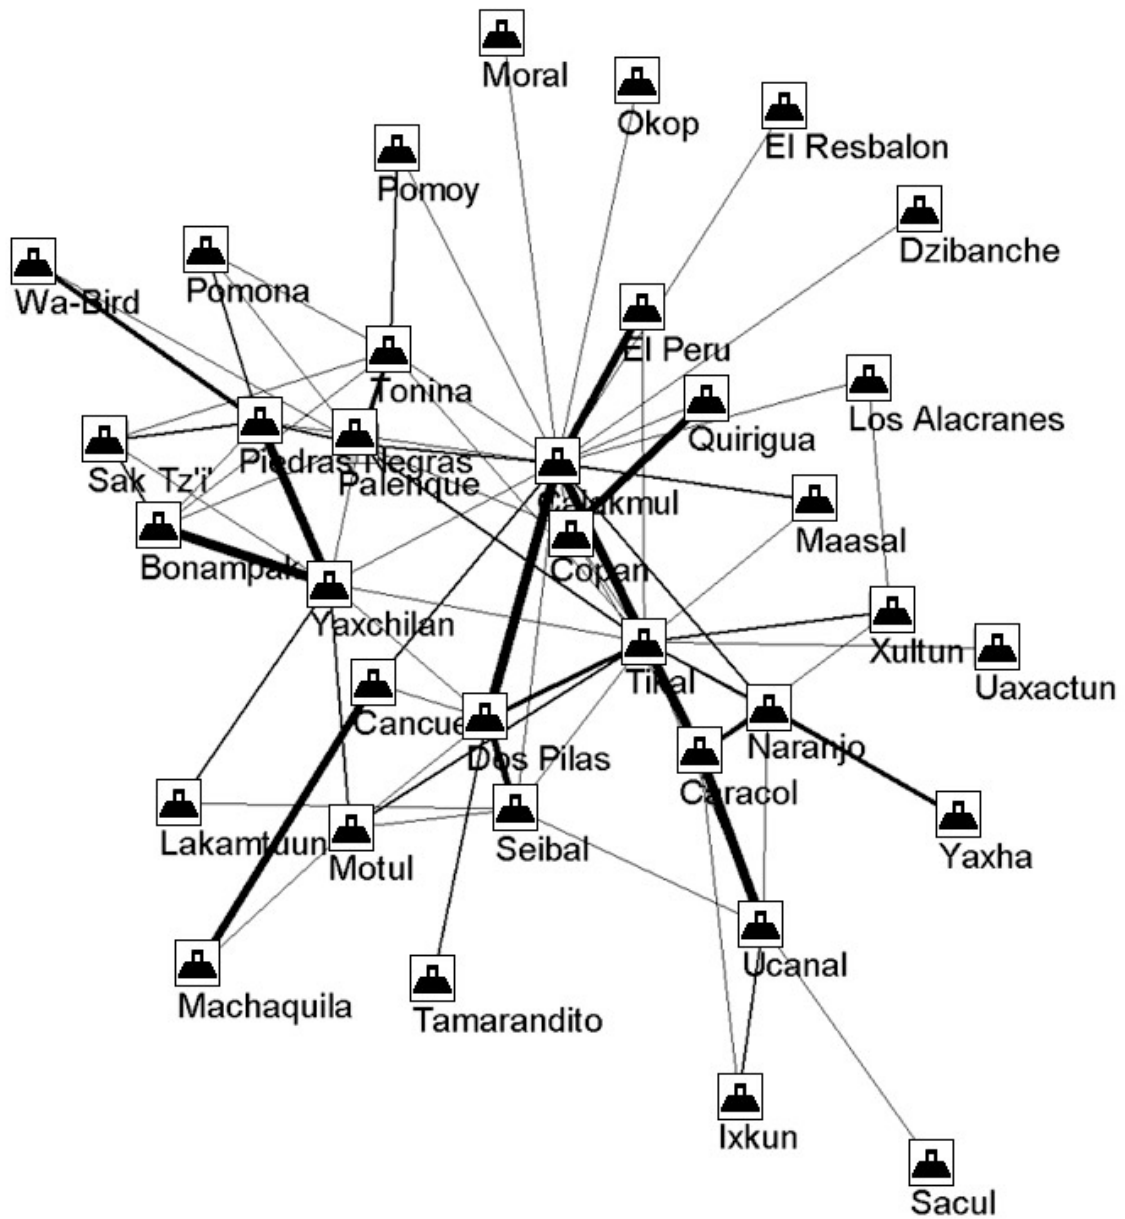 Moral
Okop
El Resbalon
Pomoy
Dzibanche
Wa-Bird
Pomona
El Peru
Tonina
Los Alacranes
Quirigua
Piedras Negras
Sak Tz'i'
Palenque
Calakmul
Maasal
Bonampak
Copan
Yaxchilan
Xultun
Tikal
Uaxactun
Cancue
Naranjo
Dos Pilas
Caracol
Lakamtuun
Seibal
Yaxha
Motul
Ucanal
Machaquila
Tamarandito
Ixkun
Sacul